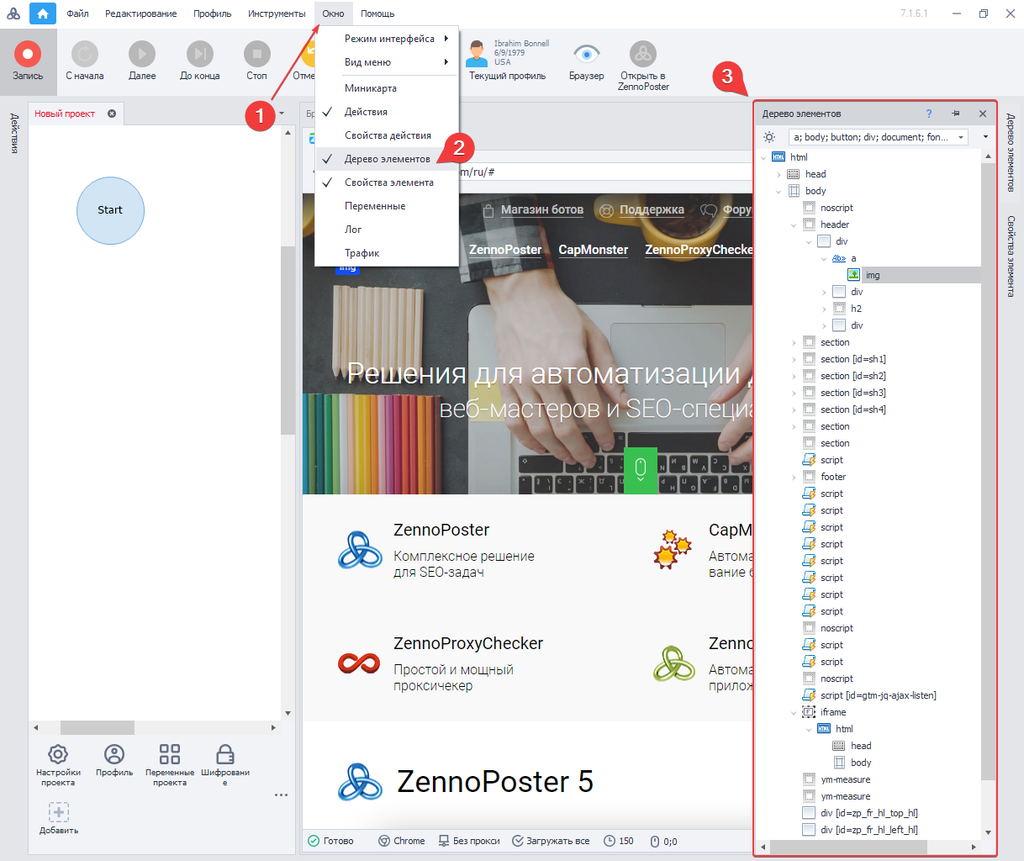 Файл Редактирование Профиль Инструменты Окно Помощь 7.1.6.1
Запись
С начала
Далее
До конца
Стоп
Отме
Ibrahim Bonnell
6/9/1979
USA
Текущий профиль
Браузер
Открыть в
ZennoPoster
Режим интерфейса
Вид меню
Миникарта
Действия
Свойства действия
Дерево элементов
Свойства элемента
Переменные
Лог
Трафик
1
2
3
Действия
Новый проект
Start
Бр
m/ru/#
Магазин ботов Поддержка Фору
ZennoPoster CapMonster ZennoProxyChecke
img
Решения для автоматизации д
веб-мастеров и SEO-специа
ZennoPoster
Комплексное решение
для SEO-задач
CapM
Автома
вание б
ZennoProxyChecker
Простой и мощный
проксичекер
Zenno
Автома
прилож
ZennoPoster 5
Дерево элементов ?
a; body; button; div; document; fon...
html
head
body
noscript
header
div
Abc a
img
div
h2
div
section
section [id=sh1]
section [id=sh2]
section [id=sh3]
section [id=sh4]
section
section
script
footer
script
script
script
script
script
script
script
script
noscript
script
script
noscript
script [id=gtm-jq-ajax-listen]
iframe
html
head
body
ym-measure
ym-measure
div [id=zp_fr_hl_top_hl]
div [id=zp_fr_hl_left_hl]
Дерево элементов
Свойства элемента
Настройки
проекта
Профиль
Переменные
проекта
Шифровани
е
Добавить
Готово Chrome Без прокси Загружать все 150 0;0